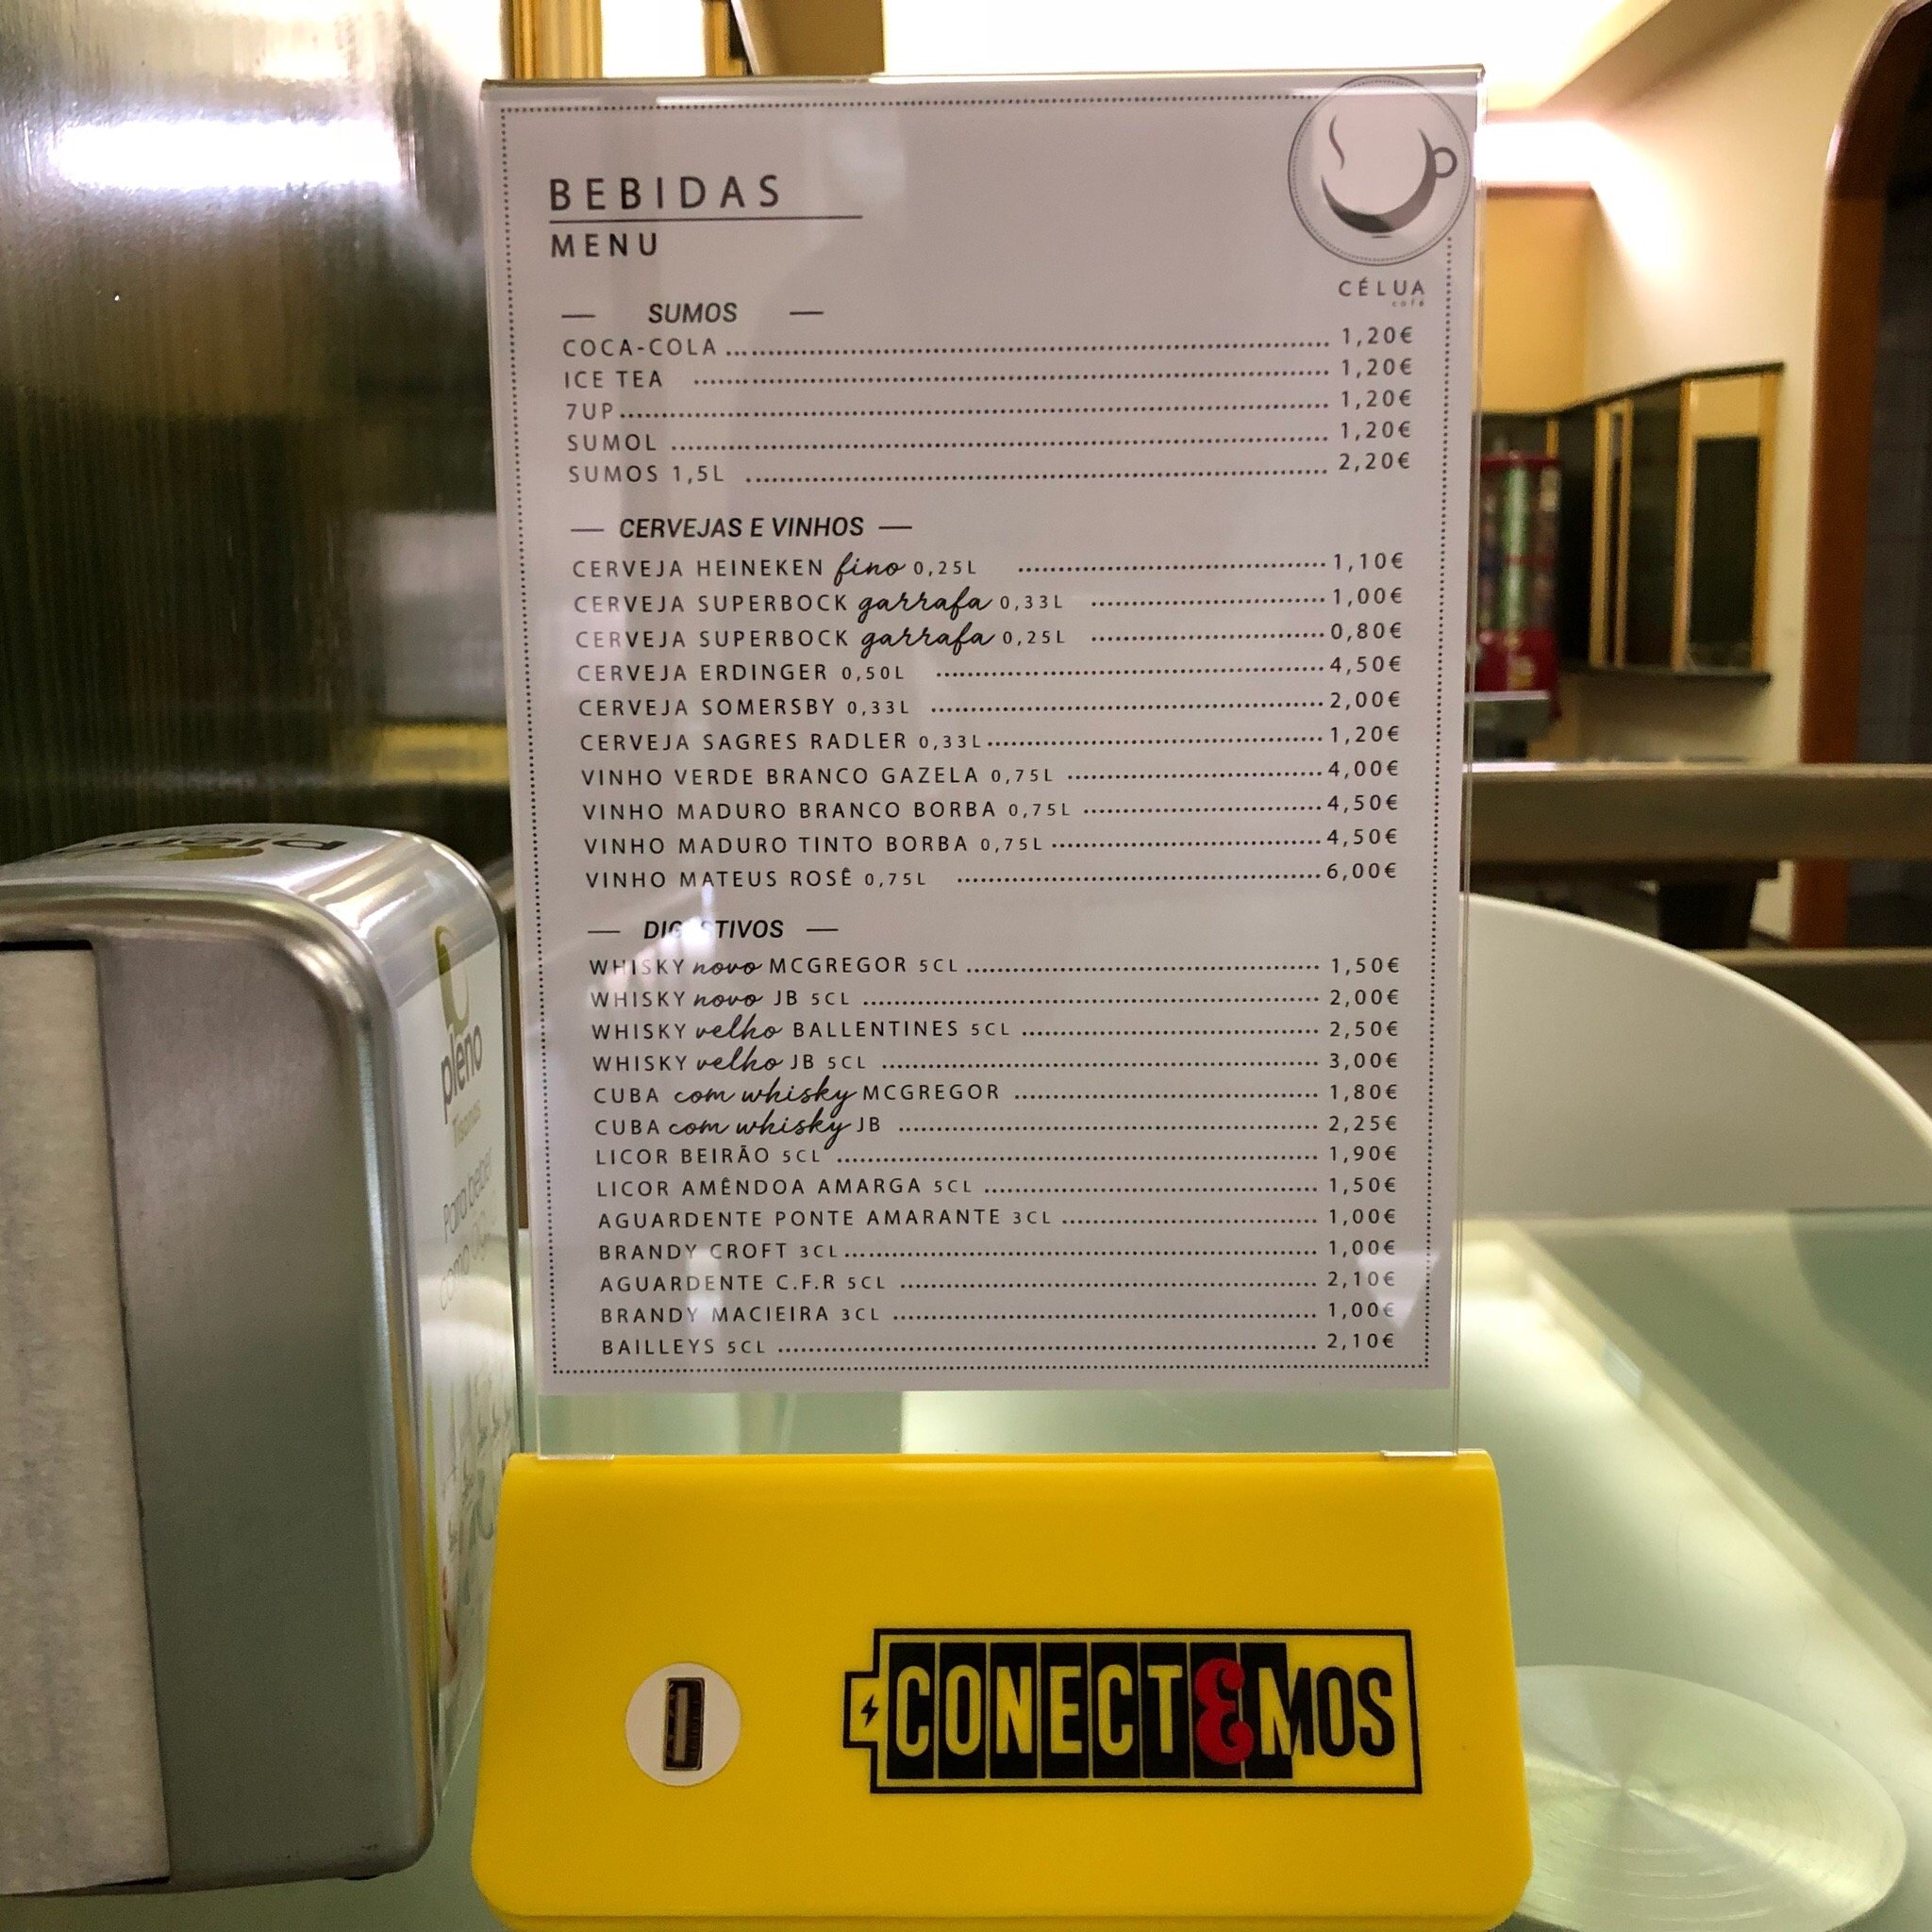 BEBIDAS
MENU
CÉLUA
café
SUMOS
COCA-COLA 1,20€
ICE TEA 1,20€
7UP 1,20€
SUMOL 1,20€
SUMOS 1,5L 2,20€
CERVEJAS E VINHOS
CERVEJA HEINEKEN fino 0,25L 1,10€
CERVEJA SUPERBOCK garrafa 0,33L 1,00€
CERVEJA SUPERBOCK garrafa 0,25L 0,80€
CERVEJA ERDINGER 0,50L 4,50€
CERVEJA SOMERSBY 0,33L 2,00€
CERVEJA SAGRES RADLER 0,33L 1,20€
VINHO VERDE BRANCO GAZELA 0,75L 4,00€
VINHO MADURO BRANCO BORBA 0,75L 4,50€
VINHO MADURO TINTO BORBA 0,75L 4,50€
VINHO MATEUS ROSÊ 0,75L 6,00€
DIGESTIVOS
WHISKY novo MCGREGOR 5CL 1,50€
WHISKY novo JB 5CL 2,00€
WHISKY velho BALLENTINES 5CL 2,50€
WHISKY velho JB 5CL 3,00€
CUBA com whisky MCGREGOR 1,80€
CUBA com whisky JB 2,25€
LICOR BEIRÃO 5CL 1,90€
LICOR AMÊNDOA AMARGA 5CL 1,50€
AGUARDENTE PONTE AMARANTE 3CL 1,00€
BRANDY CROFT 3CL 1,00€
AGUARDENTE C.F.R 5CL 2,10€
BRANDY MACIEIRA 3CL 1,00€
BAILLEYS 5CL 2,10€
pleno
Tisanas
Para beber
como
CONECTEMOS